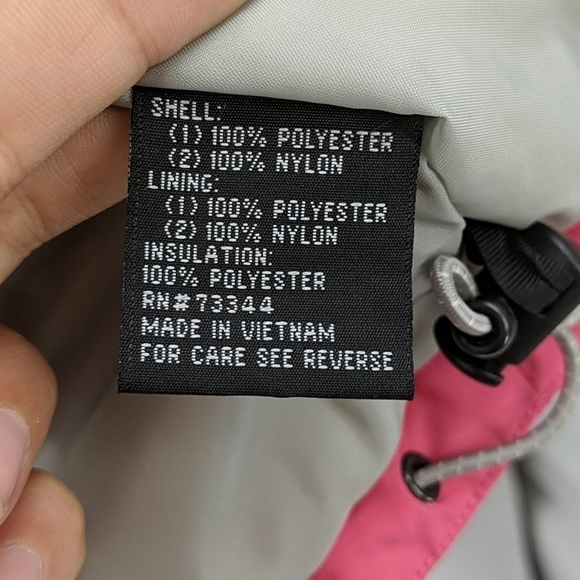 SHELL:
(1) 100% POLYESTER
(2) 100% NYLON
LINING:
(1) 100% POLYESTER
(2) 100% NYLON
INSULATION:
100% POLYESTER
RN#73344
MADE IN VIETNAM
FOR CARE SEE REVERSE